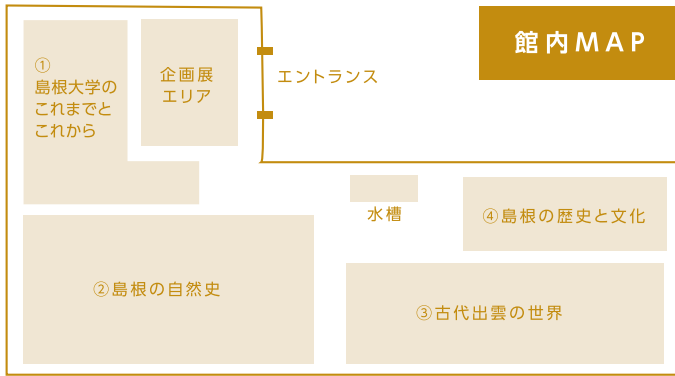 館内MAP
①
島根大学の
これまでと
これから
企画展
エリア
エントランス
水槽
④島根の歴史と文化
②島根の自然史
③古代出雲の世界